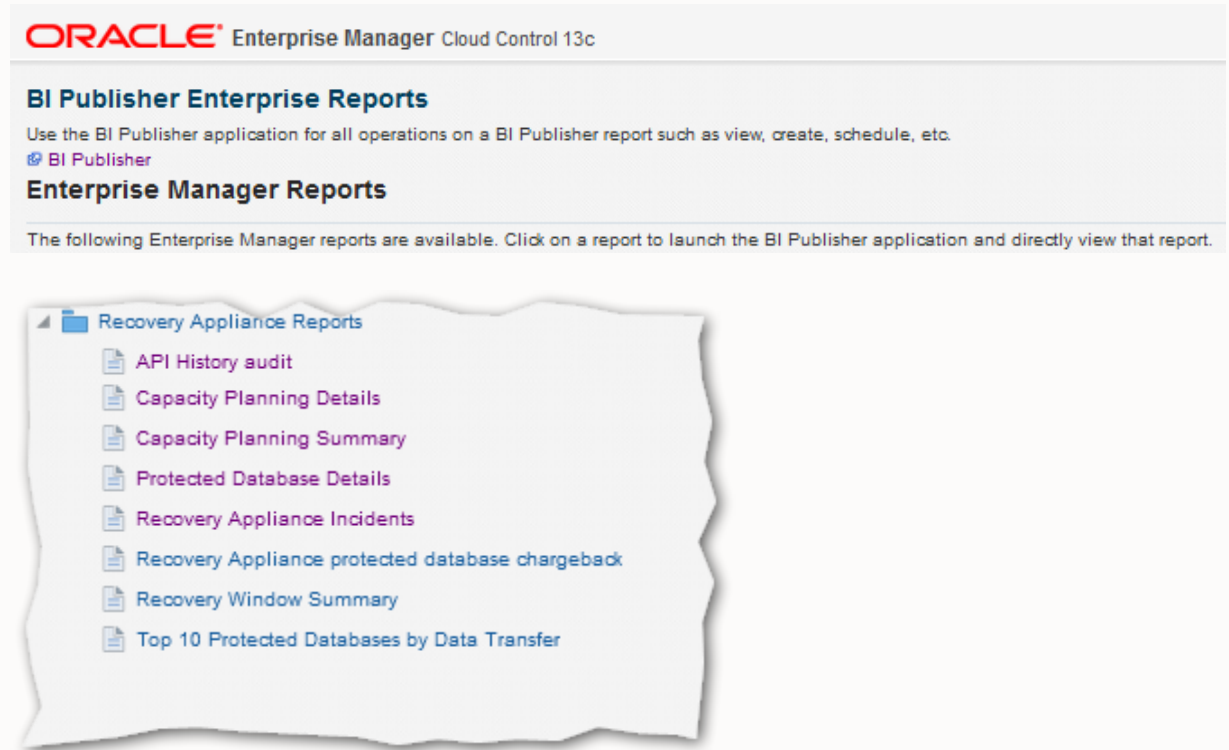 ORACLE® Enterprise Manager Cloud Control 13c
BI Publisher Enterprise Reports
Use the BI Publisher application for all operations on a BI Publisher report such as view, create, schedule, etc.
BI Publisher
Enterprise Manager Reports
The following Enterprise Manager reports are available. Click on a report to launch the BI Publisher application and directly view that report.
Recovery Appliance Reports
API History audit
Capacity Planning Details
Capacity Planning Summary
Protected Database Details
Recovery Appliance Incidents
Recovery Appliance protected database chargeback
Recovery Window Summary
Top 10 Protected Databases by Data Transfer